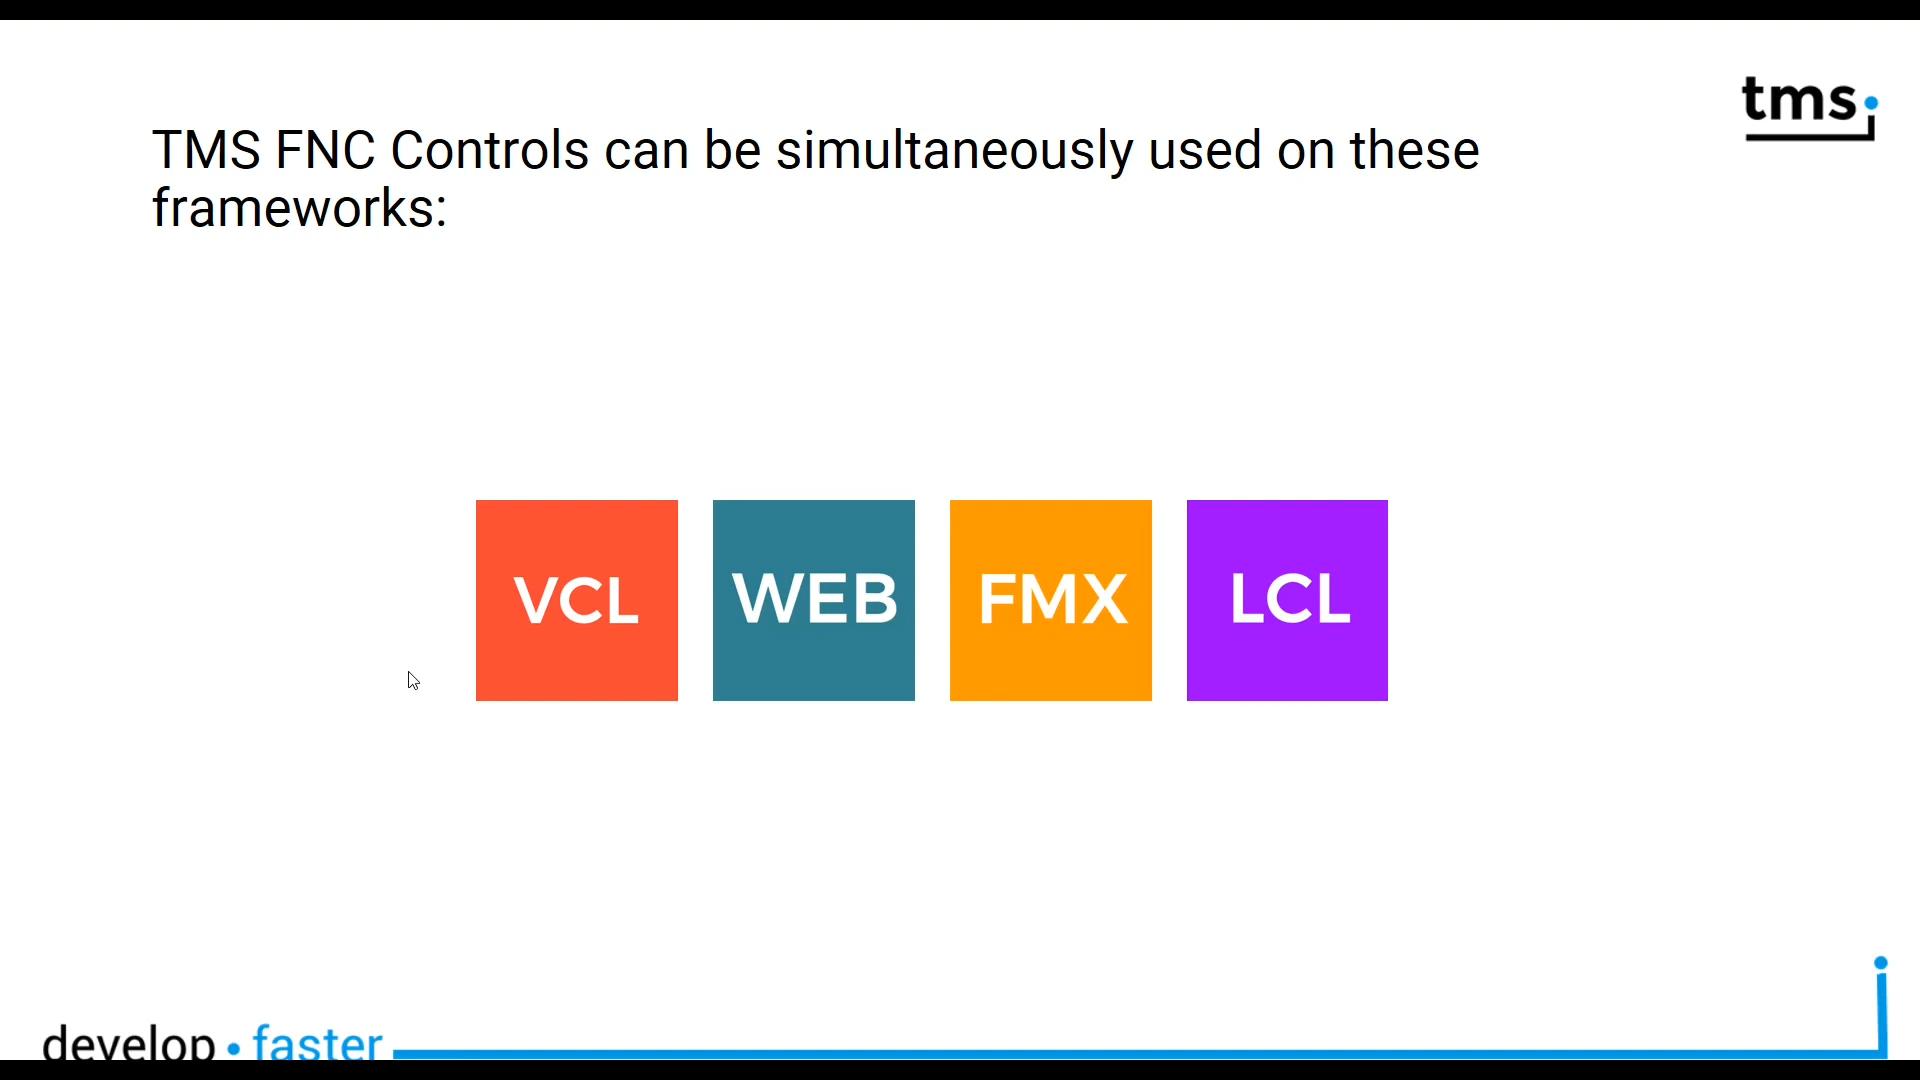 tms
TMS FNC Controls can be simultaneously used on these
frameworks:
VCL WEB FMX LCL
develop • faster